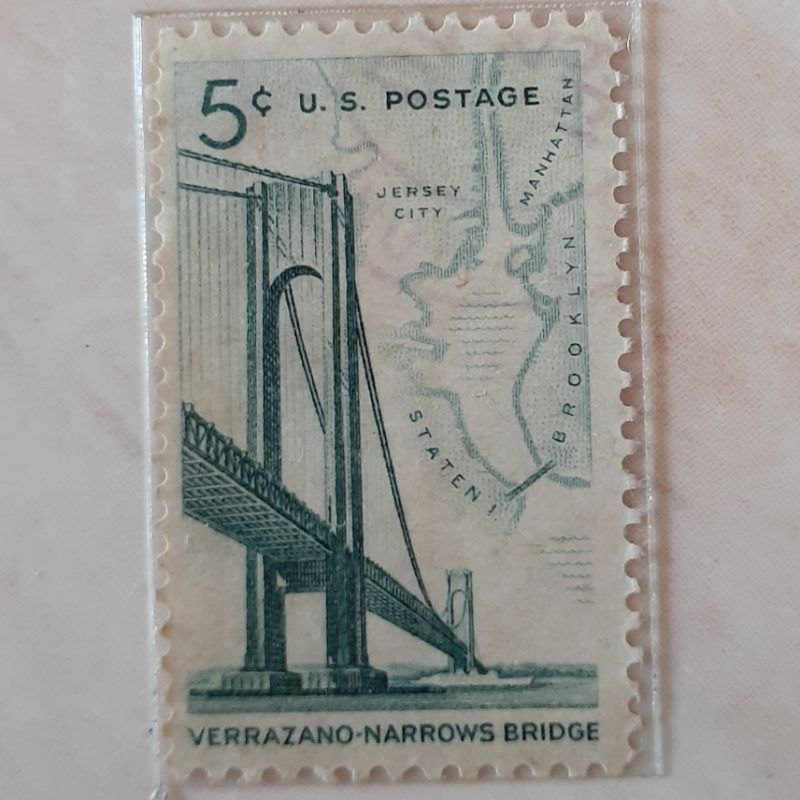 5¢ U.S. POSTAGE
MANHATTAN
JERSEY
CITY
BROOKLYN
STATEN I.
VERRAZANO-NARROWS BRIDGE